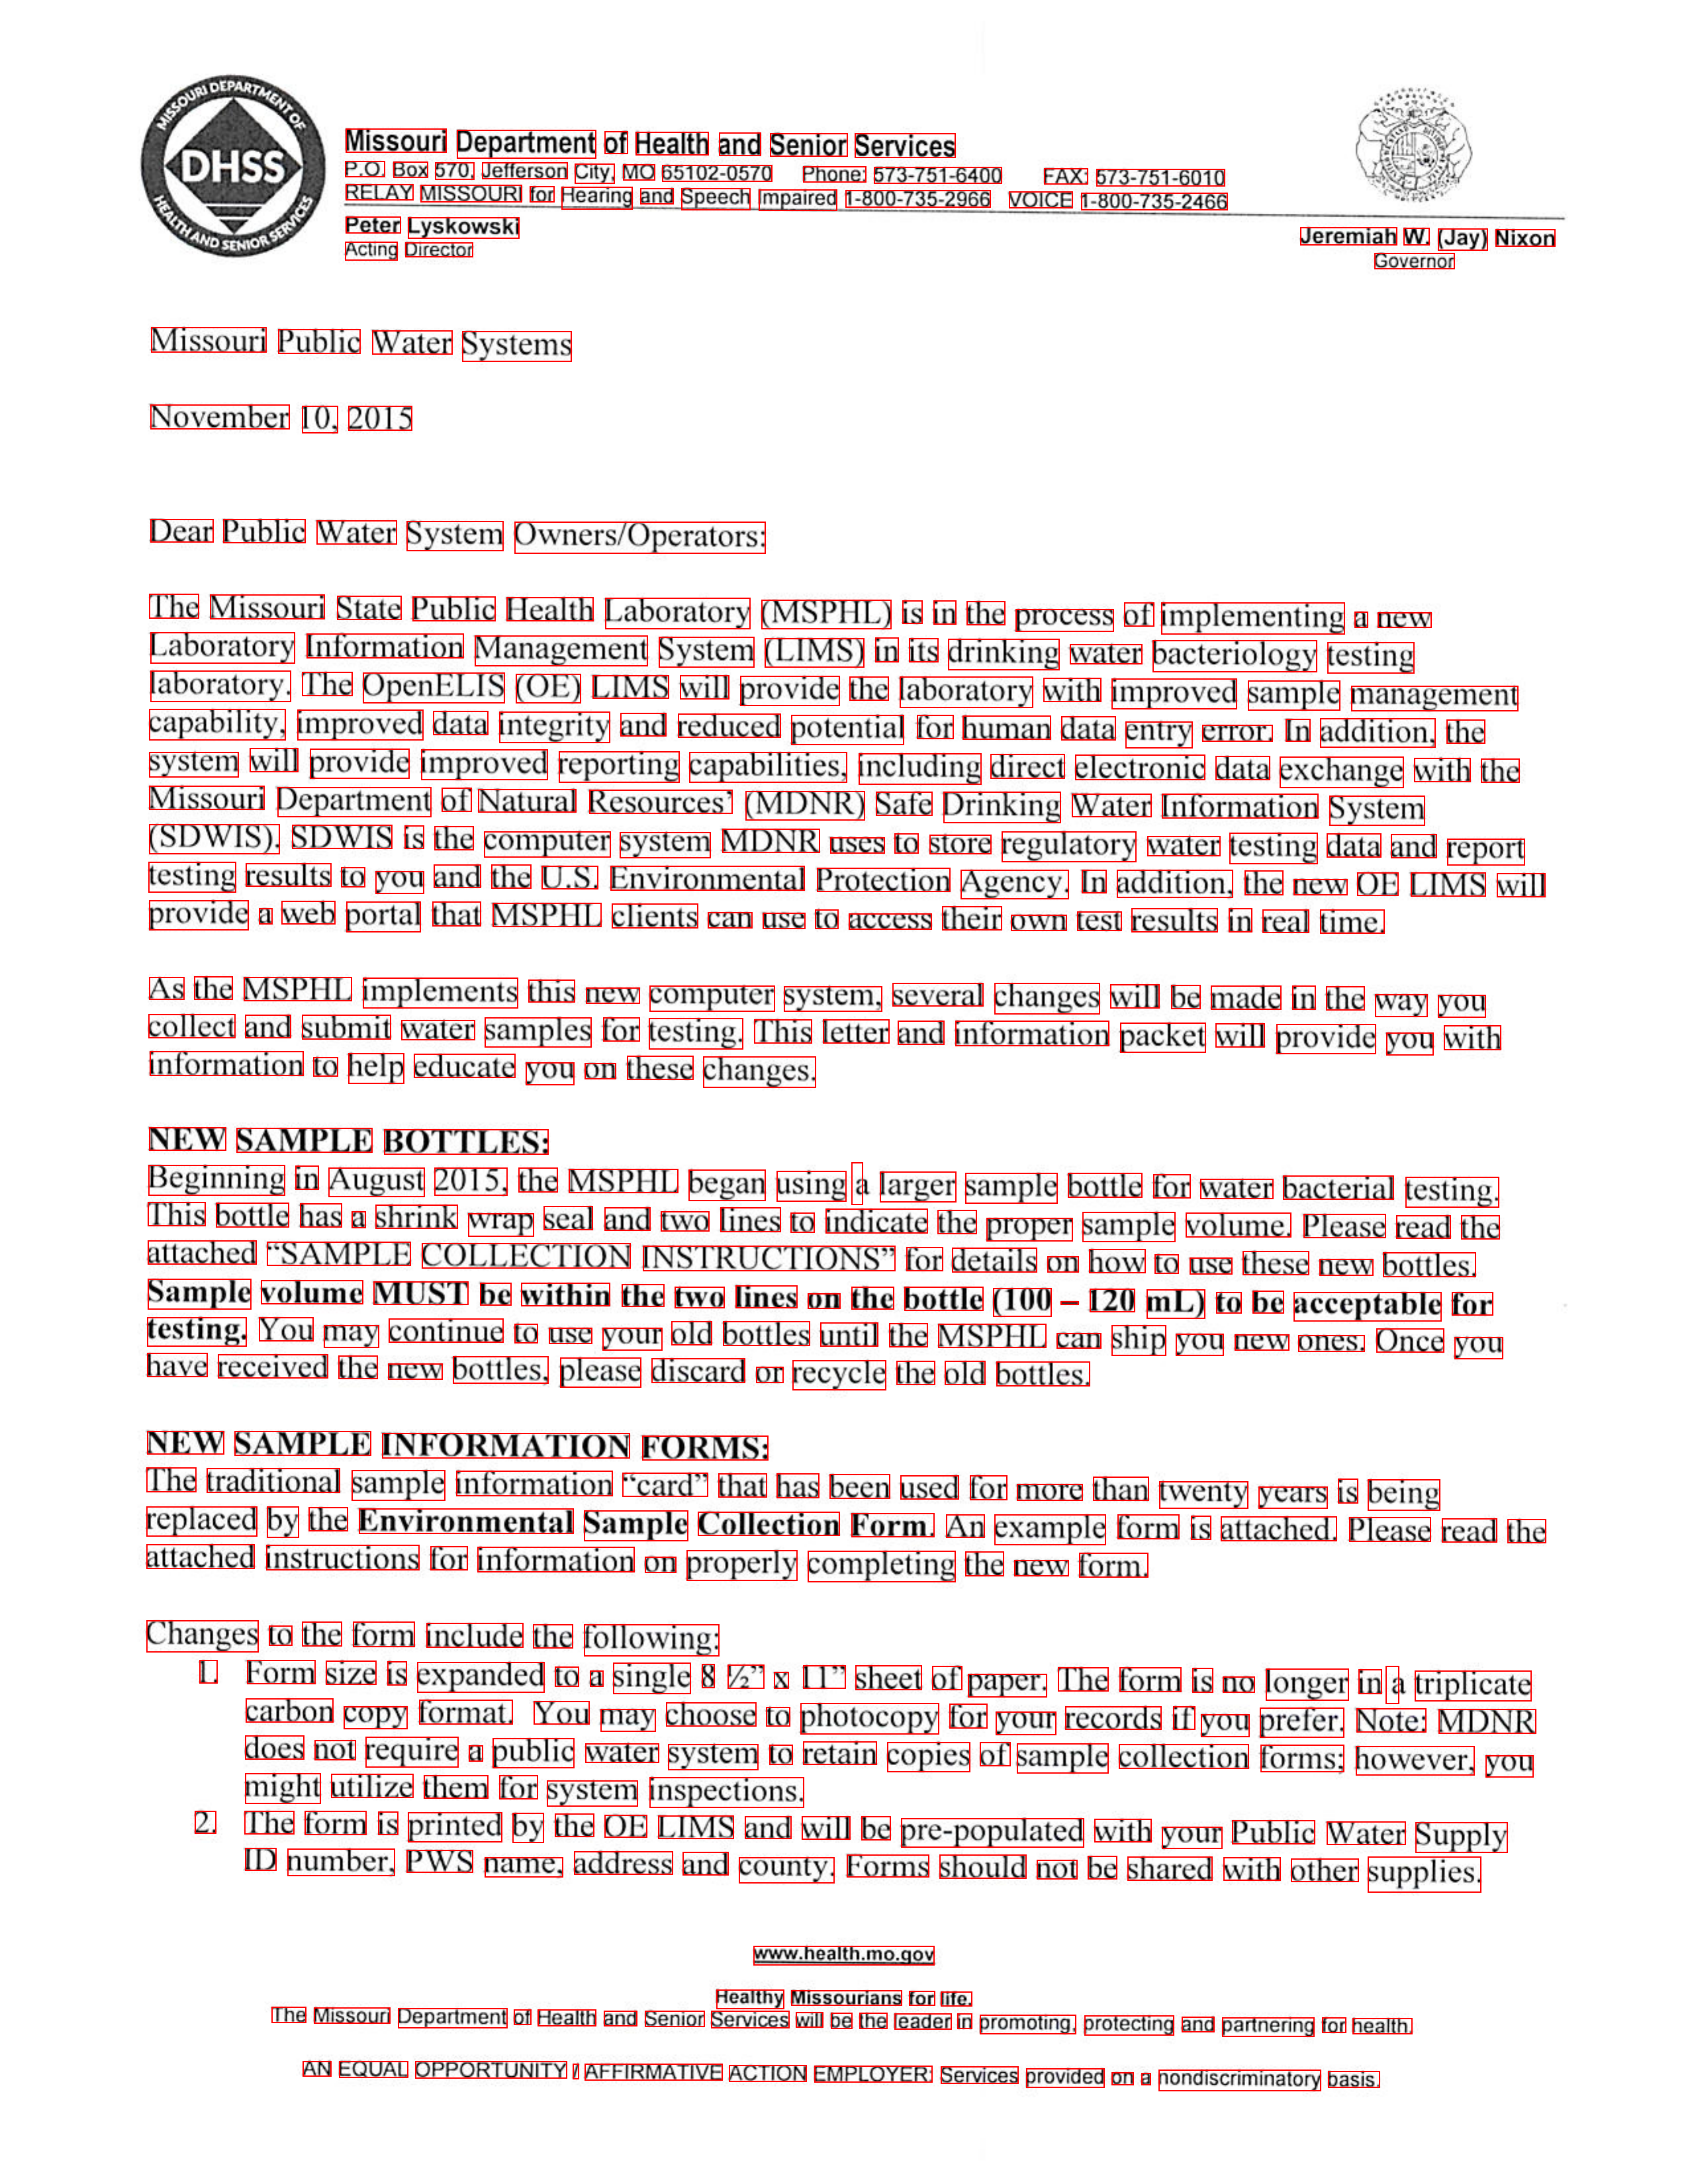 MISSOURI DEPARTMENT OF
DHSS
HEALTH AND SENIOR SERVICES
Missouri Department of Health and Senior Services
P.O. Box 570, Jefferson City, MO 65102-0570 Phone: 573-751-6400 FAX: 573-751-6010
RELAY MISSOURI for Hearing and Speech Impaired 1-800-735-2966 VOICE 1-800-735-2466
Peter Lyskowski
Acting Director
Jeremiah W. (Jay) Nixon
Governor
Missouri Public Water Systems
November 10, 2015
Dear Public Water System Owners/Operators:
The Missouri State Public Health Laboratory (MSPHL) is in the process of implementing a new
Laboratory Information Management System (LIMS) in its drinking water bacteriology testing
laboratory. The OpenELIS (OE) LIMS will provide the laboratory with improved sample management
capability, improved data integrity and reduced potential for human data entry error. In addition, the
system will provide improved reporting capabilities, including direct electronic data exchange with the
Missouri Department of Natural Resources' (MDNR) Safe Drinking Water Information System
(SDWIS). SDWIS is the computer system MDNR uses to store regulatory water testing data and report
testing results to you and the U.S. Environmental Protection Agency. In addition, the new OE LIMS will
provide a web portal that MSPHL clients can use to access their own test results in real time.
As the MSPHL implements this new computer system, several changes will be made in the way you
collect and submit water samples for testing. This letter and information packet will provide you with
information to help educate you on these changes.
NEW SAMPLE BOTTLES:
Beginning in August 2015, the MSPHL began using a larger sample bottle for water bacterial testing.
This bottle has a shrink wrap seal and two lines to indicate the proper sample volume. Please read the
attached “SAMPLE COLLECTION INSTRUCTIONS” for details on how to use these new bottles.
Sample volume MUST be within the two lines on the bottle (100 – 120 mL) to be acceptable for
testing. You may continue to use your old bottles until the MSPHL can ship you new ones. Once you
have received the new bottles, please discard or recycle the old bottles.
NEW SAMPLE INFORMATION FORMS:
The traditional sample information “card” that has been used for more than twenty years is being
replaced by the Environmental Sample Collection Form. An example form is attached. Please read the
attached instructions for information on properly completing the new form.
Changes to the form include the following:
1. Form size is expanded to a single 8 ½” x 11” sheet of paper. The form is no longer in a triplicate
carbon copy format. You may choose to photocopy for your records if you prefer. Note: MDNR
does not require a public water system to retain copies of sample collection forms; however, you
might utilize them for system inspections.
2. The form is printed by the OE LIMS and will be pre-populated with your Public Water Supply
ID number, PWS name, address and county. Forms should not be shared with other supplies.
www.health.mo.gov
Healthy Missourians for life.
The Missouri Department of Health and Senior Services will be the leader in promoting, protecting and partnering for health.
AN EQUAL OPPORTUNITY / AFFIRMATIVE ACTION EMPLOYER: Services provided on a nondiscriminatory basis.